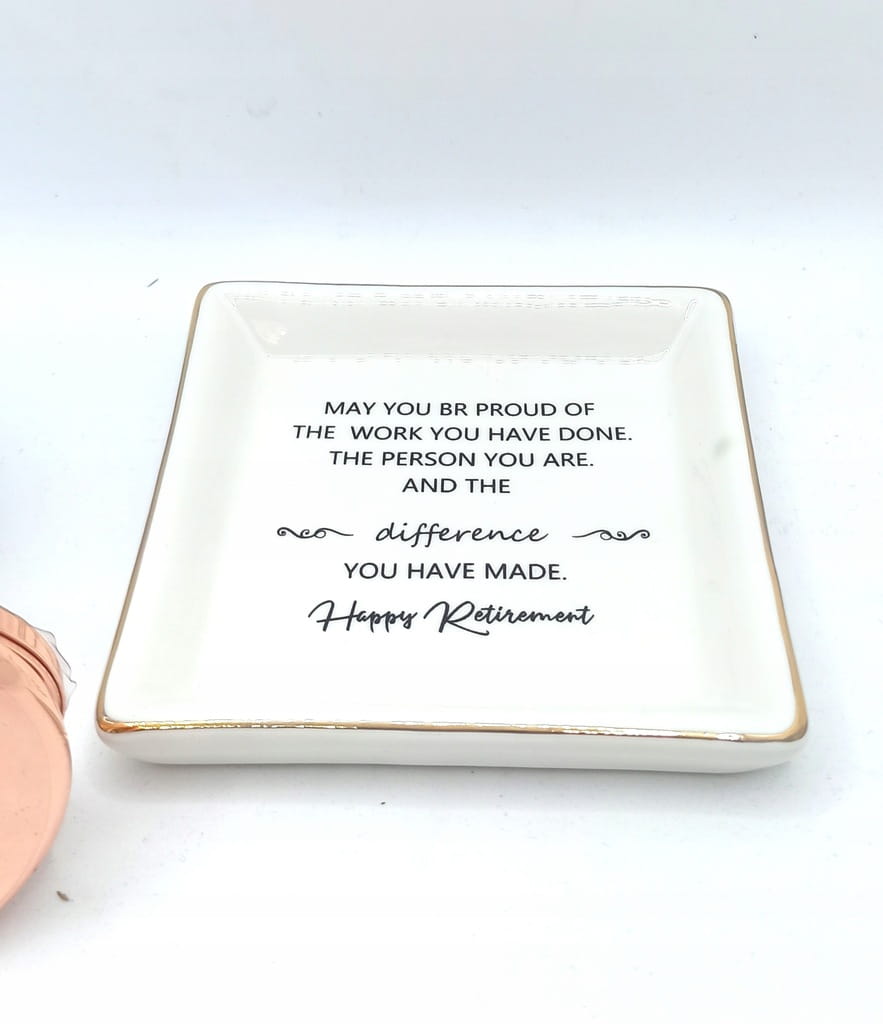 MAY YOU BR PROUD OF
THE WORK YOU HAVE DONE.
THE PERSON YOU ARE.
AND THE
difference
YOU HAVE MADE.
Happy Retirement